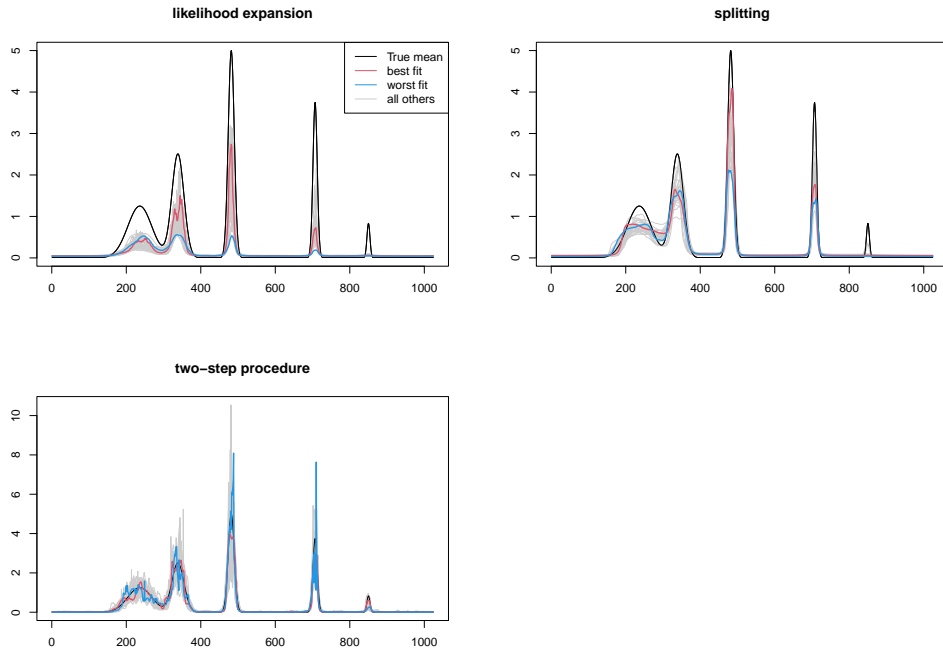 likelihood expansion
True mean
best fit
worst fit
all others
5
4
3
2
1
0
0 200 400 600 800 1000
splitting
5
4
3
2
1
0
0 200 400 600 800 1000
two−step procedure
10
8
6
4
2
0
0 200 400 600 800 1000